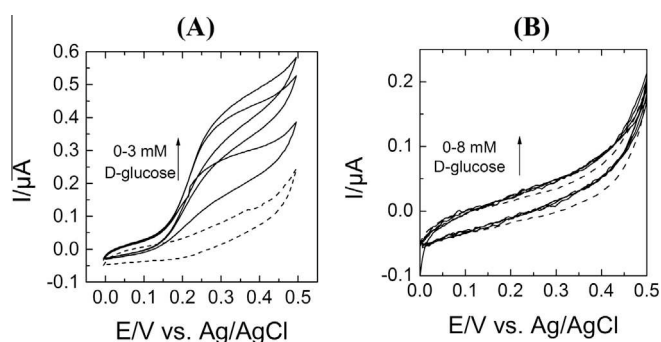 (A)
0.6
0.5
0.4
0.3
0.2
0.1
0.0
-0.1
I/µA
0-3 mM
D-glucose
0.0 0.1 0.2 0.3 0.4 0.5
E/V vs. Ag/AgCl
(B)
0.2
0.1
0.0
-0.1
I/µA
0-8 mM
D-glucose
0.0 0.1 0.2 0.3 0.4 0.5
E/V vs. Ag/AgCl